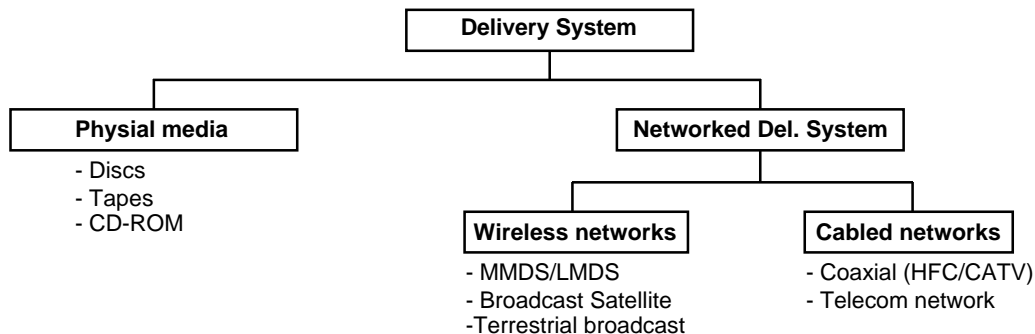 Delivery System
Physial media
- Discs
- Tapes
- CD-ROM
Networked Del. System
Wireless networks
- MMDS/LMDS
- Broadcast Satellite
-Terrestrial broadcast
Cabled networks
- Coaxial (HFC/CATV)
- Telecom network